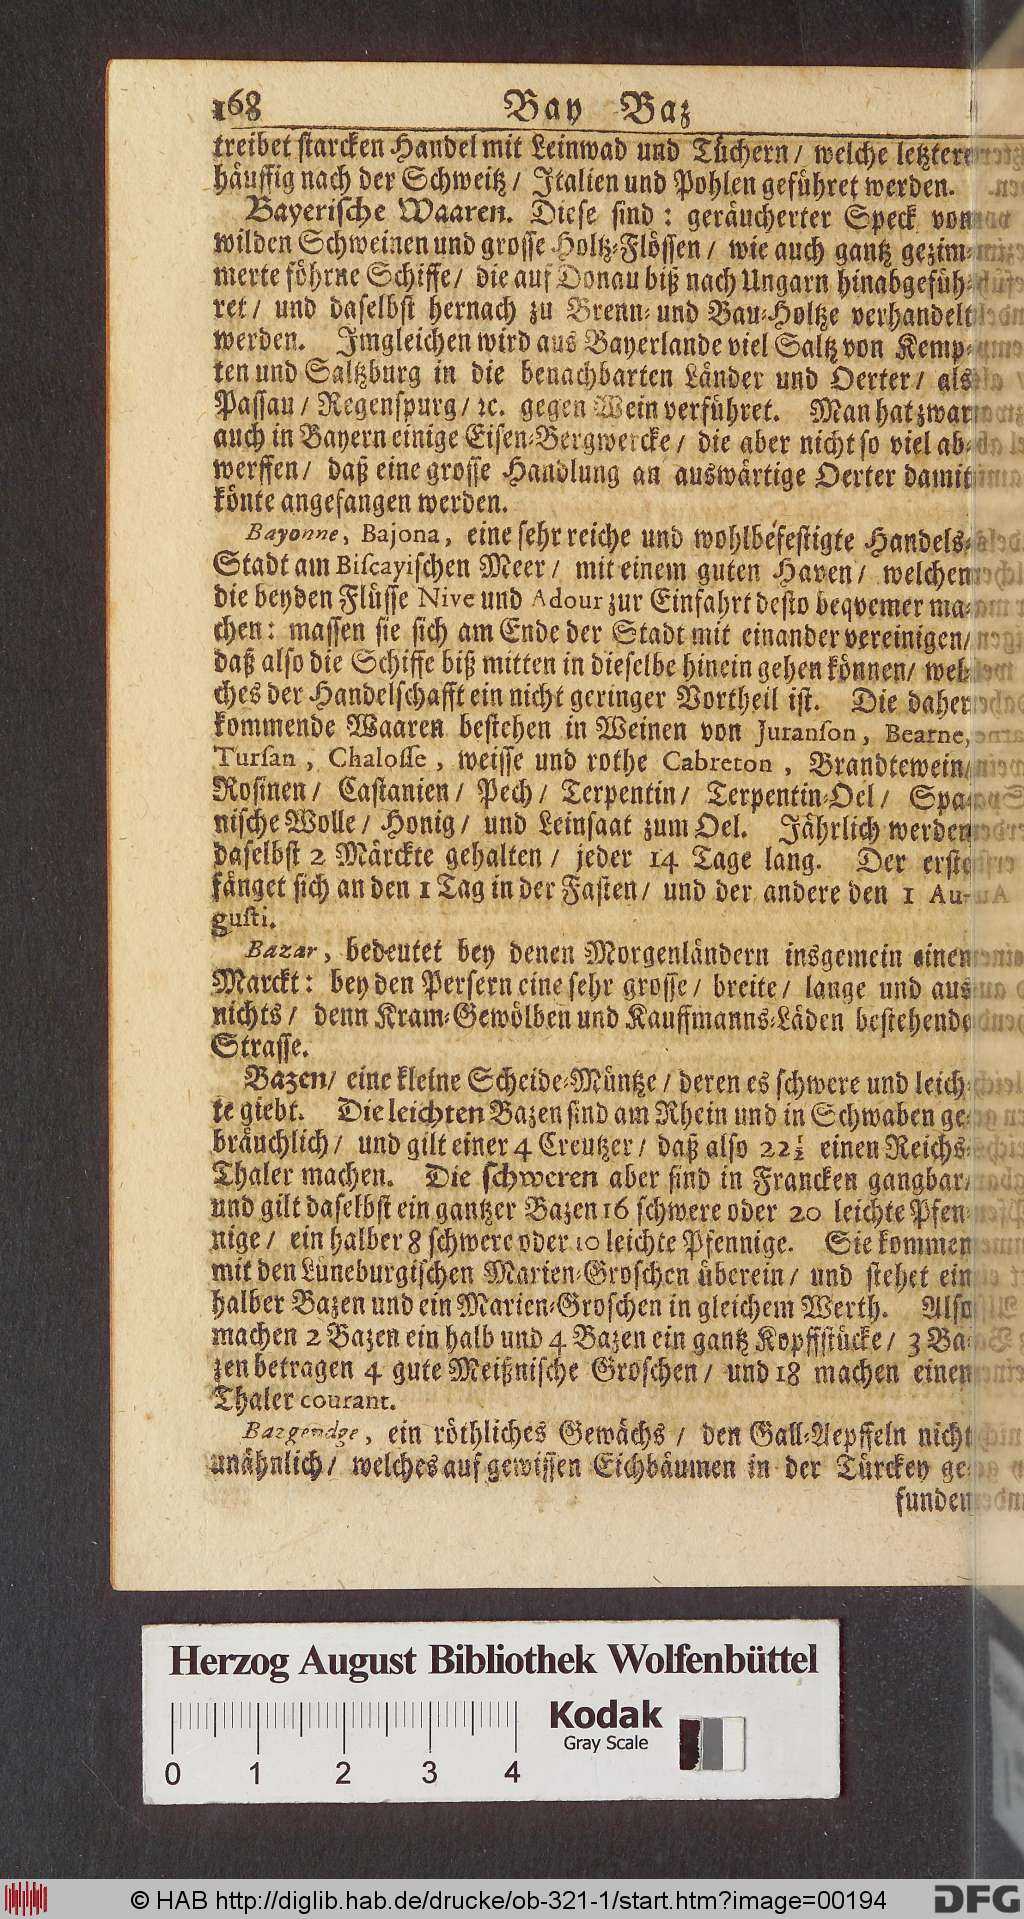 168 Bay Baz
treibet starcken Handel mit Leinwad und Tüchern / welche letztere
häuffig nach der Schweitz / Italien und Pohlen geführet werden.
Bayerische Waaren. Diese sind : geräucherter Speck von
wilden Schweinen und grosse Holtz-Flössen / wie auch gantz gezim-
merte föhrne Schiffe / die auf Donau biß nach Ungarn hinabgefüh-
ret / und daselbst hernach zu Brenn- und Bau-Holtze verhandelt
werden. Imgleichen wird aus Bayerlande viel Saltz von Kemp-
ten und Saltzburg in die benachbarten Länder und Oerter / als
Passau / Regenspurg / ꝛc. gegen Wein verführet. Man hat zwar
auch in Bayern einige Eisen-Bergwercke / die aber nicht so viel ab-
werffen / daß eine grosse Handlung an auswärtige Oerter damit
könte angefangen werden.
Bayonne, Bajona, eine sehr reiche und wohlbefestigte Handels-
Stadt am Biscayischen Meer / mit einem guten Haven / welchen
die beyden Flüsse Nive und Adour zur Einfahrt desto beqvemer ma-
chen : massen sie sich am Ende der Stadt mit einander vereinigen /
daß also die Schiffe biß mitten in dieselbe hinein gehen können / wel-
ches der Handelschafft ein nicht geringer Vortheil ist. Die daher
kommende Waaren bestehen in Weinen von Juranson, Bearne,
Tursan, Chalosse, weisse und rothe Cabreton, Brandtewein /
Rosinen / Castanien / Pech / Terpentin / Terpentin-Oel / Spa-
nische Wolle / Honig / und Leinsaat zum Oel. Jährlich werden
daselbst 2 Märckte gehalten / jeder 14 Tage lang. Der erste
fänget sich an den 1 Tag in der Fasten / und der andere den 1 Au-
gusti.
Bazar, bedeutet bey denen Morgenländern insgemein einen
Marckt : bey den Persern eine sehr grosse / breite / lange und aus
nichts / denn Kram-Gewölben und Kauffmanns-Läden bestehende
Strasse.
Bazen / eine kleine Scheide-Müntze / deren es schwere und leich-
te giebt. Die leichten Bazen sind am Rhein und in Schwaben ge-
bräuchlich / und gilt einer 4 Creutzer / daß also 22½ einen Reichs-
Thaler machen. Die schweren aber sind in Francken gangbar /
und gilt daselbst ein gantzer Bazen 16 schwere oder 20 leichte Pfen-
nige / ein halber 8 schwere oder 10 leichte Pfennige. Sie kommen
mit den Lüneburgischen Marien-Groschen überein / und stehet ein
halber Bazen und ein Marien-Groschen in gleichem Werth. Also
machen 2 Bazen ein halb und 4 Bazen ein gantz Kopffstücke / 3 Ba-
zen betragen 4 gute Meißnische Groschen / und 18 machen einen
Thaler courant.
Bazgendge, ein röthliches Gewächs / den Gall-Aepffeln nicht
unähnlich / welches auf gewissen Eichbäumen in der Türckey ge-
funden
Herzog August Bibliothek Wolfenbüttel
Kodak
Gray Scale
0 1 2 3 4
© HAB http://diglib.hab.de/drucke/ob-321-1/start.htm?image=00194
DFG